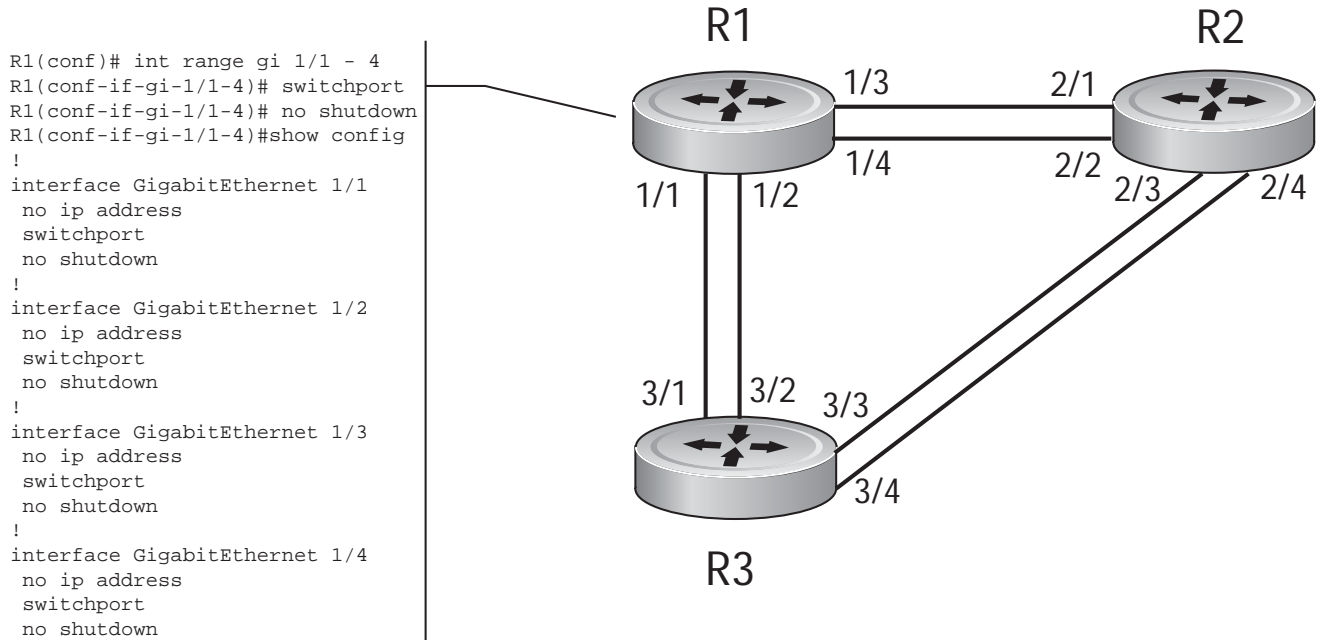 R1(conf)# int range gi 1/1 - 4
R1(conf-if-gi-1/1-4)# switchport
R1(conf-if-gi-1/1-4)# no shutdown
R1(conf-if-gi-1/1-4)#show config
!
interface GigabitEthernet 1/1
no ip address
switchport
no shutdown
!
interface GigabitEthernet 1/2
no ip address
switchport
no shutdown
!
interface GigabitEthernet 1/3
no ip address
switchport
no shutdown
!
interface GigabitEthernet 1/4
no ip address
switchport
no shutdown
R1
R2
1/3
2/1
1/4
2/2
1/1
1/2
2/3
2/4
3/1
3/2
3/3
3/4
R3